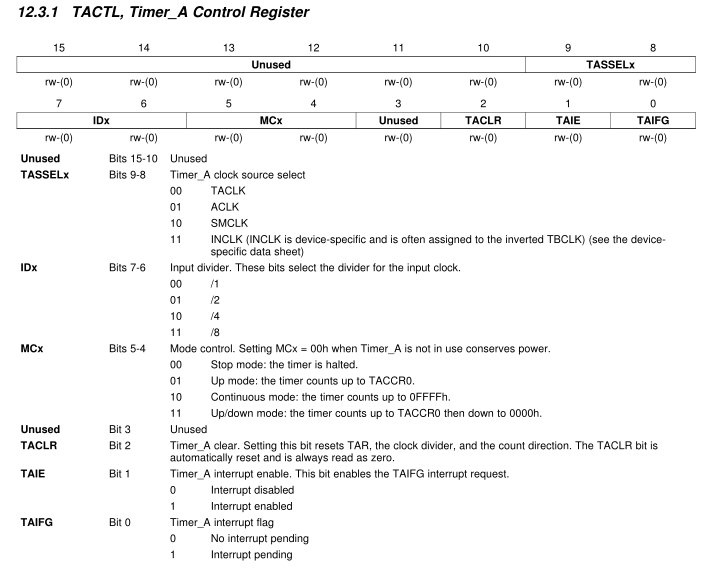 12.3.1 TACTL, Timer_A Control Register
15 14 13 12 11 10 9 8
Unused TASSELx
rw-(0) rw-(0) rw-(0) rw-(0) rw-(0) rw-(0) rw-(0) rw-(0)
7 6 5 4 3 2 1 0
IDx MCx Unused TACLR TAIE TAIFG
rw-(0) rw-(0) rw-(0) rw-(0) rw-(0) rw-(0) rw-(0) rw-(0)
Unused Bits 15-10 Unused
TASSELx Bits 9-8 Timer_A clock source select
00 TACLK
01 ACLK
10 SMCLK
11 INCLK (INCLK is device-specific and is often assigned to the inverted TBCLK) (see the device-
specific data sheet)
IDx Bits 7-6 Input divider. These bits select the divider for the input clock.
00 /1
01 /2
10 /4
11 /8
MCx Bits 5-4 Mode control. Setting MCx = 00h when Timer_A is not in use conserves power.
00 Stop mode: the timer is halted.
01 Up mode: the timer counts up to TACCR0.
10 Continuous mode: the timer counts up to 0FFFFh.
11 Up/down mode: the timer counts up to TACCR0 then down to 0000h.
Unused Bit 3 Unused
TACLR Bit 2 Timer_A clear. Setting this bit resets TAR, the clock divider, and the count direction. The TACLR bit is
automatically reset and is always read as zero.
TAIE Bit 1 Timer_A interrupt enable. This bit enables the TAIFG interrupt request.
0 Interrupt disabled
1 Interrupt enabled
TAIFG Bit 0 Timer_A interrupt flag
0 No interrupt pending
1 Interrupt pending